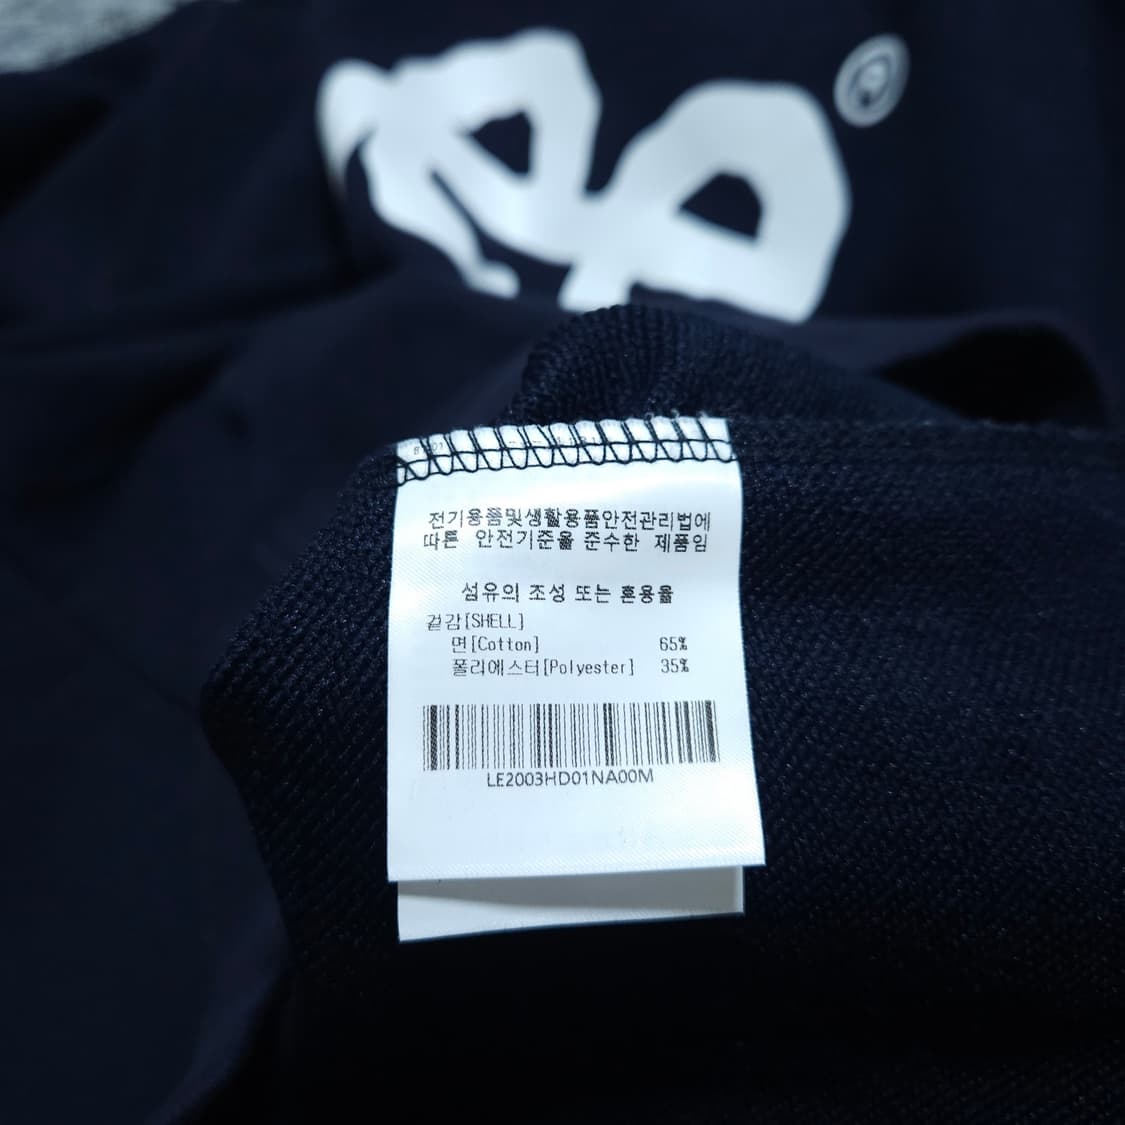 전기용품및생활용품안전관리법에
따른 안전기준을 준수한 제품임
섬유의 조성 또는 혼용율
겉감[SHELL]
면[Cotton] 65%
폴리에스터[Polyester] 35%
LE2003HD01NA00M